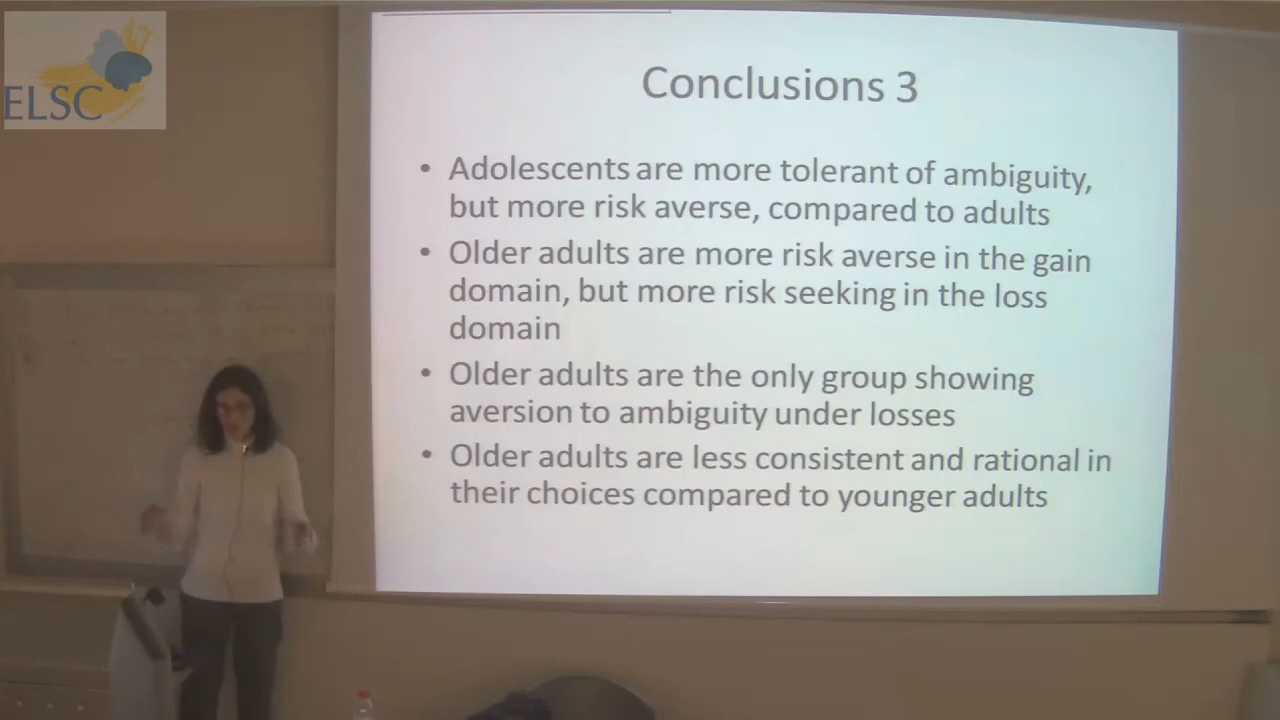 ELSC
Conclusions 3
• Adolescents are more tolerant of ambiguity,
but more risk averse, compared to adults
• Older adults are more risk averse in the gain
domain, but more risk seeking in the loss
domain
• Older adults are the only group showing
aversion to ambiguity under losses
• Older adults are less consistent and rational in
their choices compared to younger adults